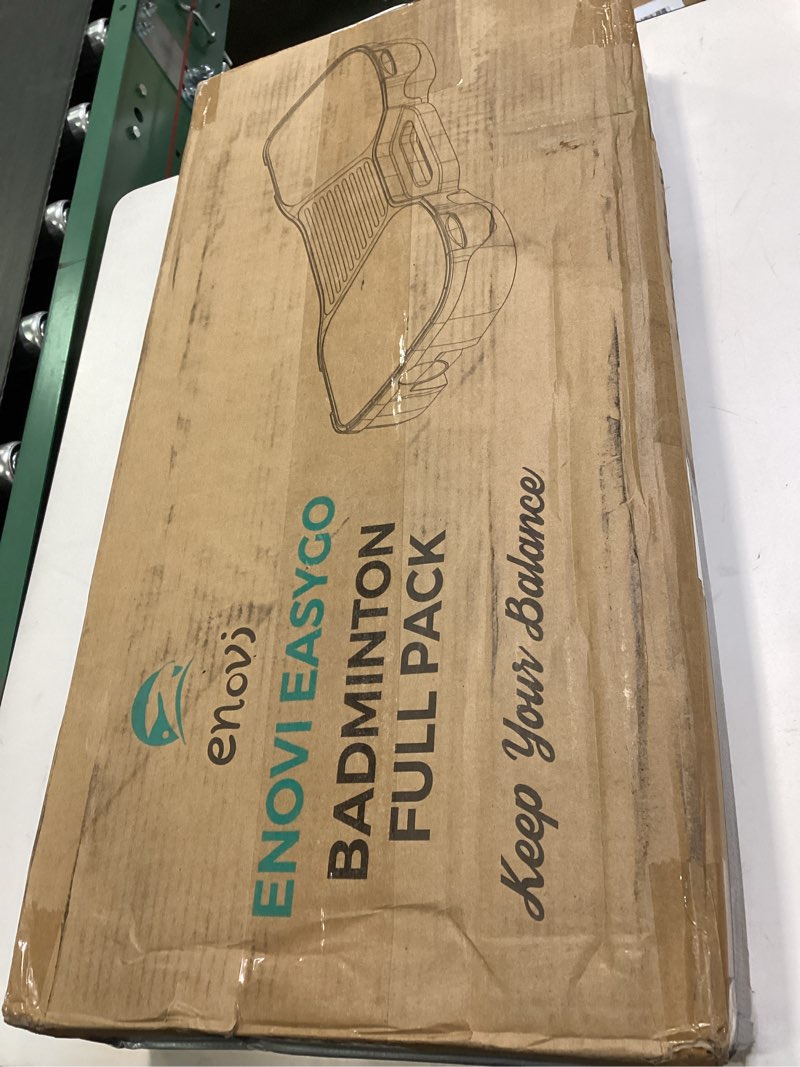 enovi
ENOVI EASYGO
BADMINTON
FULL PACK
Keep Your Balance